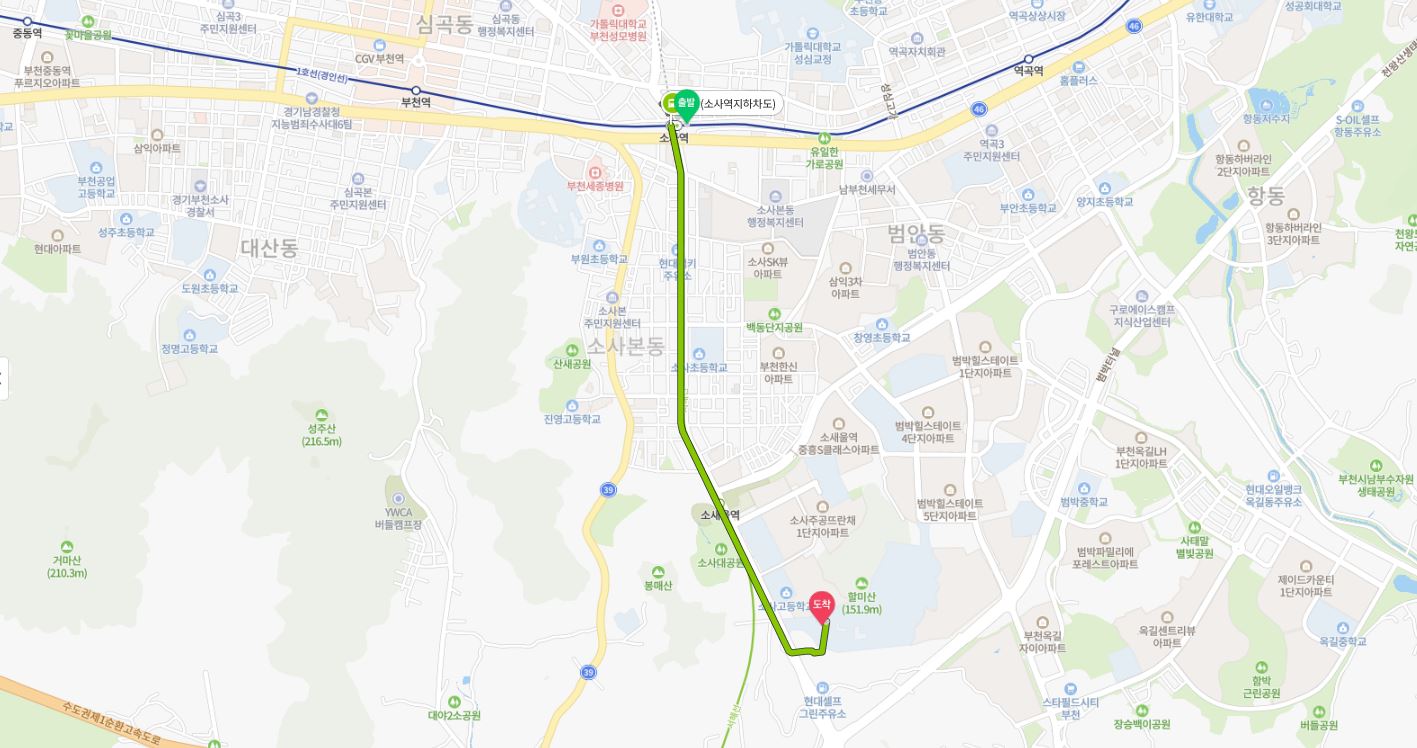 중동역
꽃마을공원
심곡3
주민지원센터
심곡동
심곡동
행정복지센터
가톨릭대학교
부천성모병원
초등학교
역곡상상시장
유한대학교
성공회대학교
46
가톨릭대학교
성심교정
역곡자치회관
CGV 부천역
1호선(경인선)
부천중동역
푸르지오아파트
부천역
경기남경찰청
지능범죄수사대6팀
출발
(소사역지하차도)
역곡역
홈플러스
천왕산생태
46
항동저수지
S-OIL셀프
항동주유소
성심고가
삼익아파트
유일한
가로공원
역곡3
주민지원센터
항동하버라인
2단지아파트
부천공업
고등학교
경기부천소사
경찰서
심곡본
주민지원센터
부천세종병원
남부천세무서
부안초등학교
양지초등학교
항동
소사본동
행정복지센터
성주초등학교
범안동
범안동
행정복지센터
항동하버라인
3단지아파트
현대아파트
대산동
부원초등학교
소사SK뷰
아파트
삼익3차
아파트
도원초등학교
소사본
주민지원센터
백동단지공원
창영초등학교
구로에이스캠프
지식산업센터
정명고등학교
소사본동
산새공원
소사초등학교
부천한신
아파트
범박힐스테이트
1단지아파트
범박터널
성주산
(216.5m)
진영고등학교
소새울역
중흥S클래스아파트
범박힐스테이트
4단지아파트
부천옥길LH
1단지아파트
39
YWCA
버들캠프장
소새울역
소사주공뜨란채
1단지아파트
범박힐스테이트
5단지아파트
범박중학교
현대오일뱅크
옥길동주유소
부천시남부수자원
생태공원
거마산
(210.3m)
소사대공원
봉매산
사태말
별빛공원
범박파밀리에
포레스트아파트
제이드카운티
1단지아파트
소사고등학교
도착
할미산
(151.9m)
부천옥길
자이아파트
옥길센트리뷰
아파트
옥길중학교
39
현대셀프
그린주유소
서해선
스타필드시티
부천
장승백이공원
함박
근린공원
버들공원
대야2소공원
수도권제1순환고속도로